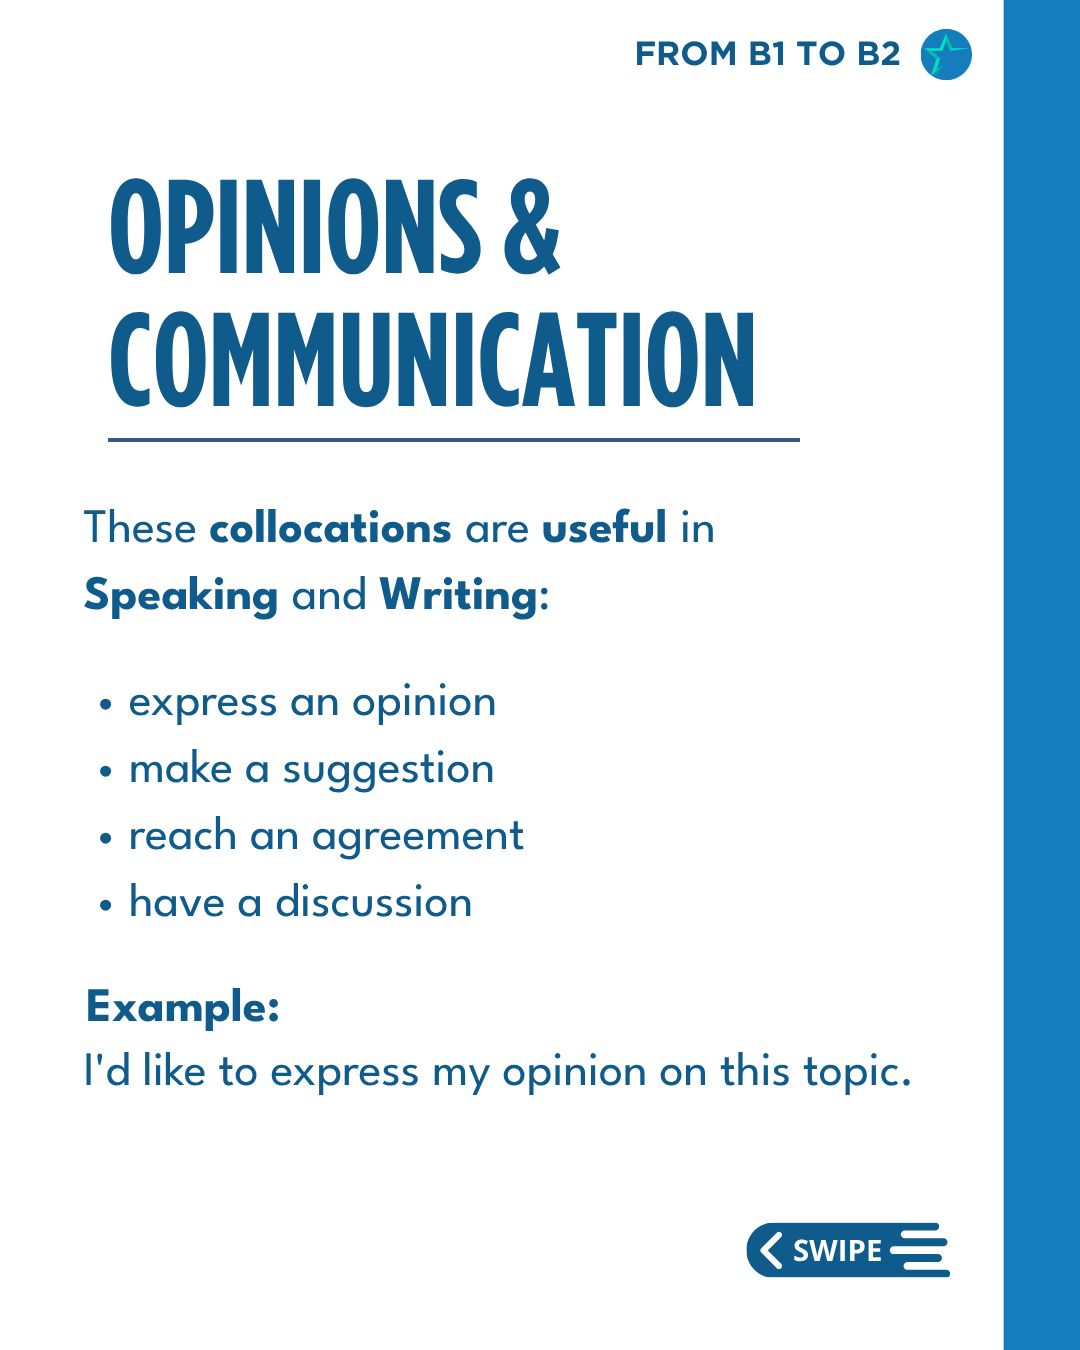 FROM B1 TO B2
OPINIONS &
COMMUNICATION
These collocations are useful in
Speaking and Writing:
• express an opinion
• make a suggestion
• reach an agreement
• have a discussion
Example:
I'd like to express my opinion on this topic.
SWIPE